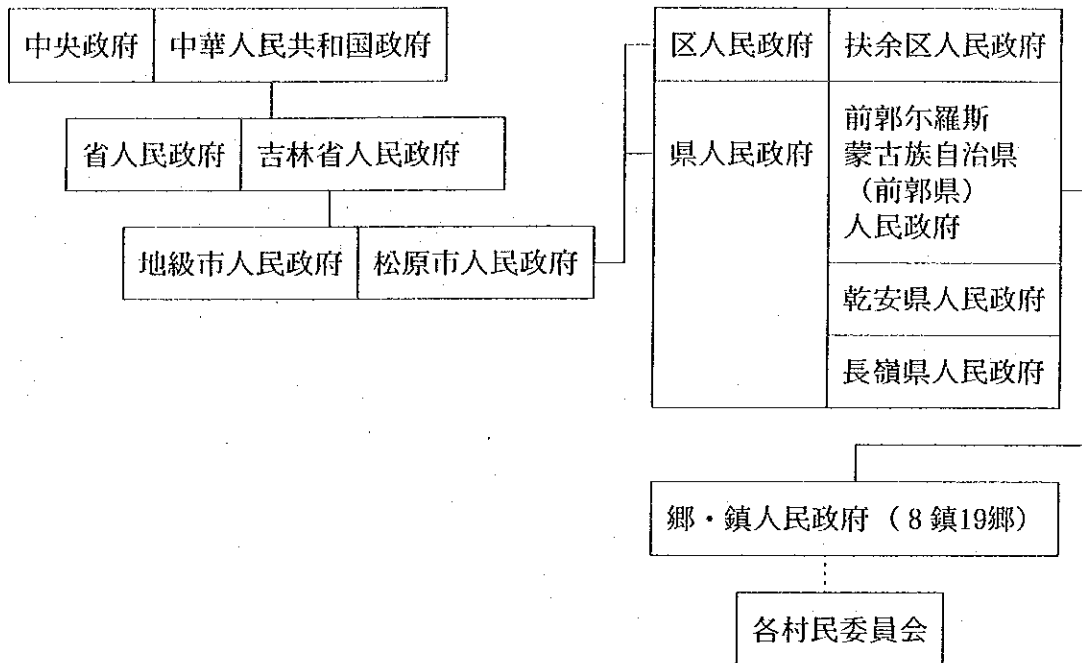 中央政府 中華人民共和国政府
省人民政府 吉林省人民政府
地級市人民政府 松原市人民政府
区人民政府 扶余区人民政府
県人民政府
前郭尓羅斯
蒙古族自治県
(前郭県)
人民政府
乾安県人民政府
長嶺県人民政府
郷・鎮人民政府(8鎮19郷)
各村民委員会